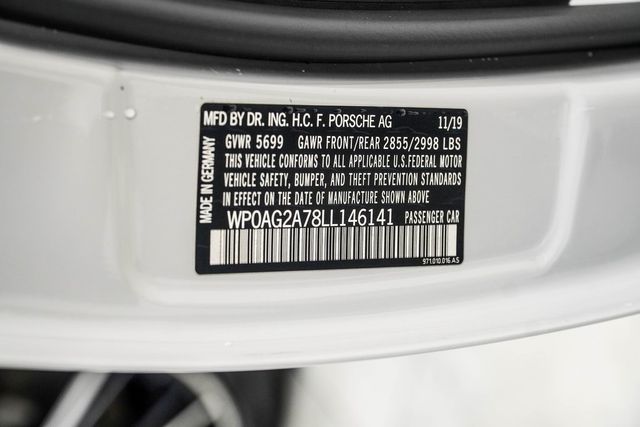 MFD BY DR. ING. H.C. F. PORSCHE AG 11/19
GVWR 5699 GAWR FRONT/REAR 2855/2998 LBS
THIS VEHICLE CONFORMS TO ALL APPLICABLE U.S.FEDERAL MOTOR
VEHICLE SAFETY, BUMPER, AND THEFT PREVENTION STANDARDS
IN EFFECT ON THE DATE OF MANUFACTURE SHOWN ABOVE.
WP0AG2A78LL146141 PASSENGER CAR
971.010.016 AS
MADE IN GERMANY